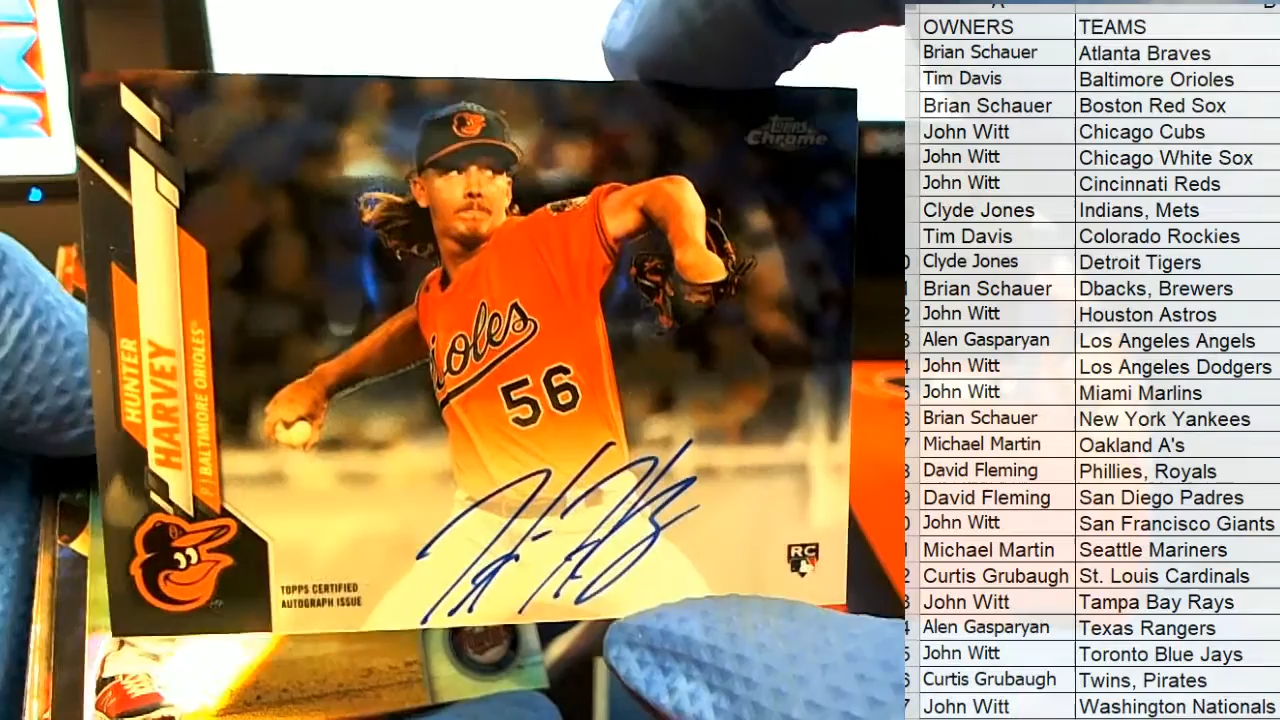 Topps
Chrome
HUNTER
HARVEY
P | BALTIMORE ORIOLES®
ioles
56
TOPPS CERTIFIED
AUTOGRAPH ISSUE
RC
OWNERS TEAMS
Brian Schauer Atlanta Braves
Tim Davis Baltimore Orioles
Brian Schauer Boston Red Sox
John Witt Chicago Cubs
John Witt Chicago White Sox
John Witt Cincinnati Reds
Clyde Jones Indians, Mets
Tim Davis Colorado Rockies
Clyde Jones Detroit Tigers
Brian Schauer Dbacks, Brewers
John Witt Houston Astros
Alen Gasparyan Los Angeles Angels
John Witt Los Angeles Dodgers
John Witt Miami Marlins
Brian Schauer New York Yankees
Michael Martin Oakland A's
David Fleming Phillies, Royals
David Fleming San Diego Padres
John Witt San Francisco Giants
Michael Martin Seattle Mariners
Curtis Grubaugh St. Louis Cardinals
John Witt Tampa Bay Rays
Alen Gasparyan Texas Rangers
John Witt Toronto Blue Jays
Curtis Grubaugh Twins, Pirates
John Witt Washington Nationals